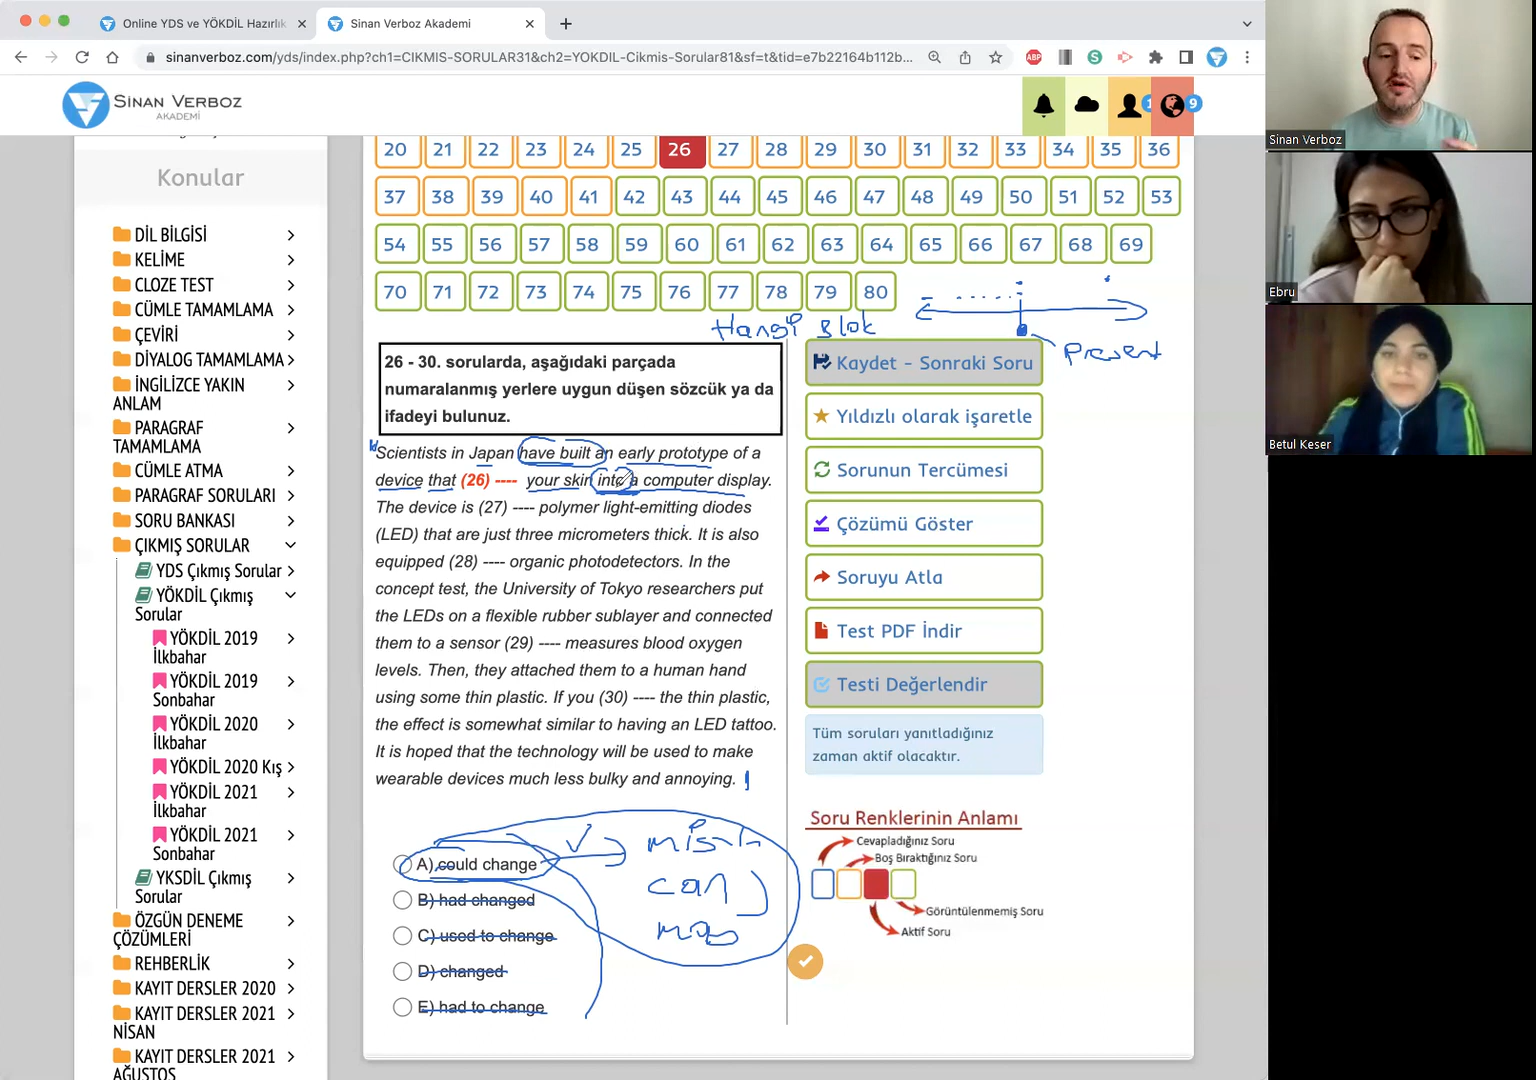 Online YDS ve YÖKDİL Hazırlık
Sinan Verboz Akademi
sinanverboz.com/yds/index.php?ch1=CIKMIS-SORULAR31&ch2=YOKDIL-Cikmis-Sorular81&sf=t&tid=e7b22164b112b...
ABP
S
SİNAN VERBOZ
AKADEMİ
1
9
Konular
DİL BİLGİSİ
KELİME
CLOZE TEST
CÜMLE TAMAMLAMA
ÇEVİRİ
DİYALOG TAMAMLAMA
İNGİLİZCE YAKIN
ANLAM
PARAGRAF
TAMAMLAMA
CÜMLE ATMA
PARAGRAF SORULARI
SORU BANKASI
ÇIKMIŞ SORULAR
YDS Çıkmış Sorular
YÖKDİL Çıkmış
Sorular
YÖKDİL 2019
İlkbahar
YÖKDİL 2019
Sonbahar
YÖKDİL 2020
İlkbahar
YÖKDİL 2020 Kış
YÖKDİL 2021
İlkbahar
YÖKDİL 2021
Sonbahar
YKSDİL Çıkmış
Sorular
ÖZGÜN DENEME
ÇÖZÜMLERİ
REHBERLİK
KAYIT DERSLER 2020
KAYIT DERSLER 2021
NİSAN
KAYIT DERSLER 2021
AĞUSTOS
20 21 22 23 24 25 26 27 28 29 30 31 32 33 34 35 36
37 38 39 40 41 42 43 44 45 46 47 48 49 50 51 52 53
54 55 56 57 58 59 60 61 62 63 64 65 66 67 68 69
70 71 72 73 74 75 76 77 78 79 80
Hangi Blok
Present
26 - 30. sorularda, aşağıdaki parçada
numaralanmış yerlere uygun düşen sözcük ya da
ifadeyi bulunuz.
Scientists in Japan have built an early prototype of a
device that (26) ---- your skin into a computer display.
The device is (27) ---- polymer light-emitting diodes
(LED) that are just three micrometers thick. It is also
equipped (28) ---- organic photodetectors. In the
concept test, the University of Tokyo researchers put
the LEDs on a flexible rubber sublayer and connected
them to a sensor (29) ---- measures blood oxygen
levels. Then, they attached them to a human hand
using some thin plastic. If you (30) ---- the thin plastic,
the effect is somewhat similar to having an LED tattoo.
It is hoped that the technology will be used to make
wearable devices much less bulky and annoying.
A) could change
B) had changed
C) used to change
D) changed
E) had to change
can
Kaydet - Sonraki Soru
Yıldızlı olarak işaretle
Sorunun Tercümesi
Çözümü Göster
Soruyu Atla
Test PDF İndir
Testi Değerlendir
Tüm soruları yanıtladığınız
zaman aktif olacaktır.
Soru Renklerinin Anlamı
Cevapladığınız Soru
Boş Bıraktığınız Soru
Görüntülenmemiş Soru
Aktif Soru
Sinan Verboz
Ebru
Betul Keser